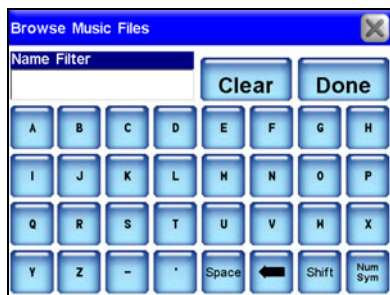 Browse Music Files
Name Filter
Clear Done
A B C D E F G H
I J K L M N O P
Q R S T U V W X
Y Z - ' Space Shift Num Sym